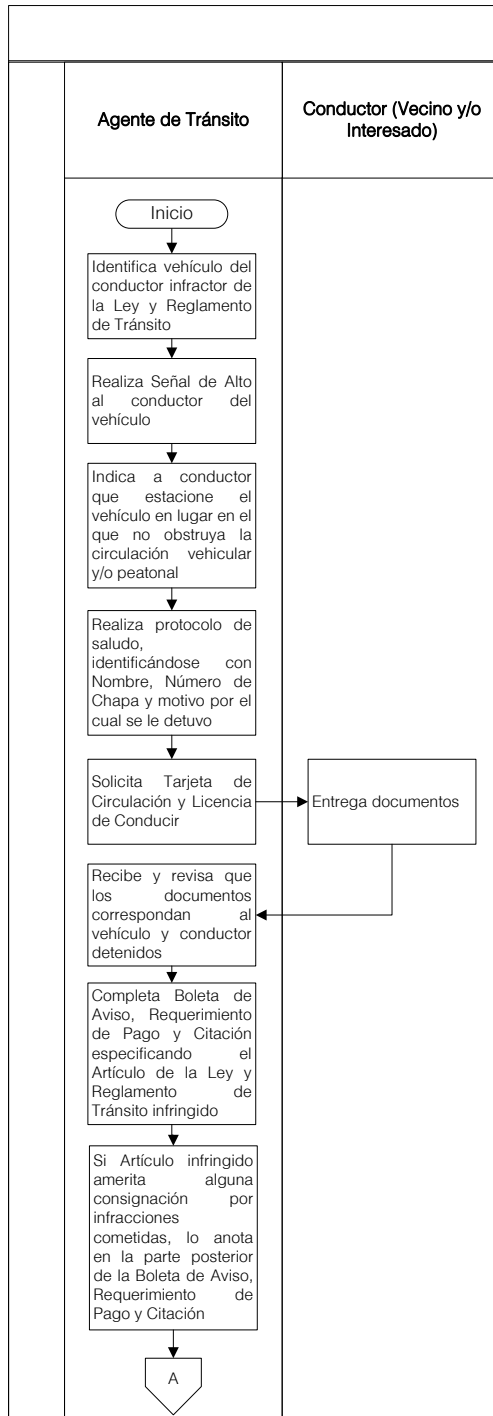 Agente de Tránsito
Conductor (Vecino y/o
Interesado)
Inicio
Identifica vehículo del
conductor infractor de
la Ley y Reglamento
de Tránsito
Realiza Señal de Alto
al conductor del
vehículo
Indica a conductor
que estacione el
vehículo en lugar en el
que no obstruya la
circulación vehicular
y/o peatonal
Realiza protocolo de
saludo,
identificándose con
Nombre, Número de
Chapa y motivo por el
cual se le detuvo
Solicita Tarjeta de
Circulación y Licencia
de Conducir
Entrega documentos
Recibe y revisa que
los documentos
correspondan al
vehículo y conductor
detenidos
Completa Boleta de
Aviso, Requerimiento
de Pago y Citación
especificando el
Artículo de la Ley y
Reglamento de
Tránsito infringido
Si Artículo infringido
amerita alguna
consignación por
infracciones
cometidas, lo anota
en la parte posterior
de la Boleta de Aviso,
Requerimiento de
Pago y Citación
A